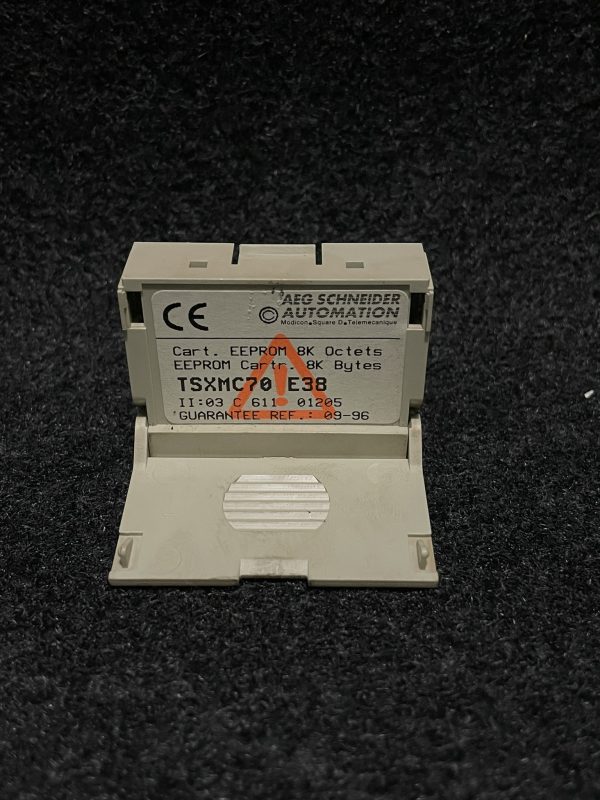 CE
AEG SCHNEIDER
© AUTOMATION
Modicon■Square D■Telemecanique
Cart. EEPROM 8K Octets
EEPROM Cartr. 8K Bytes
TSXMC70 E38
II:03 C 611 01205
GUARANTEE REF.: 09-96